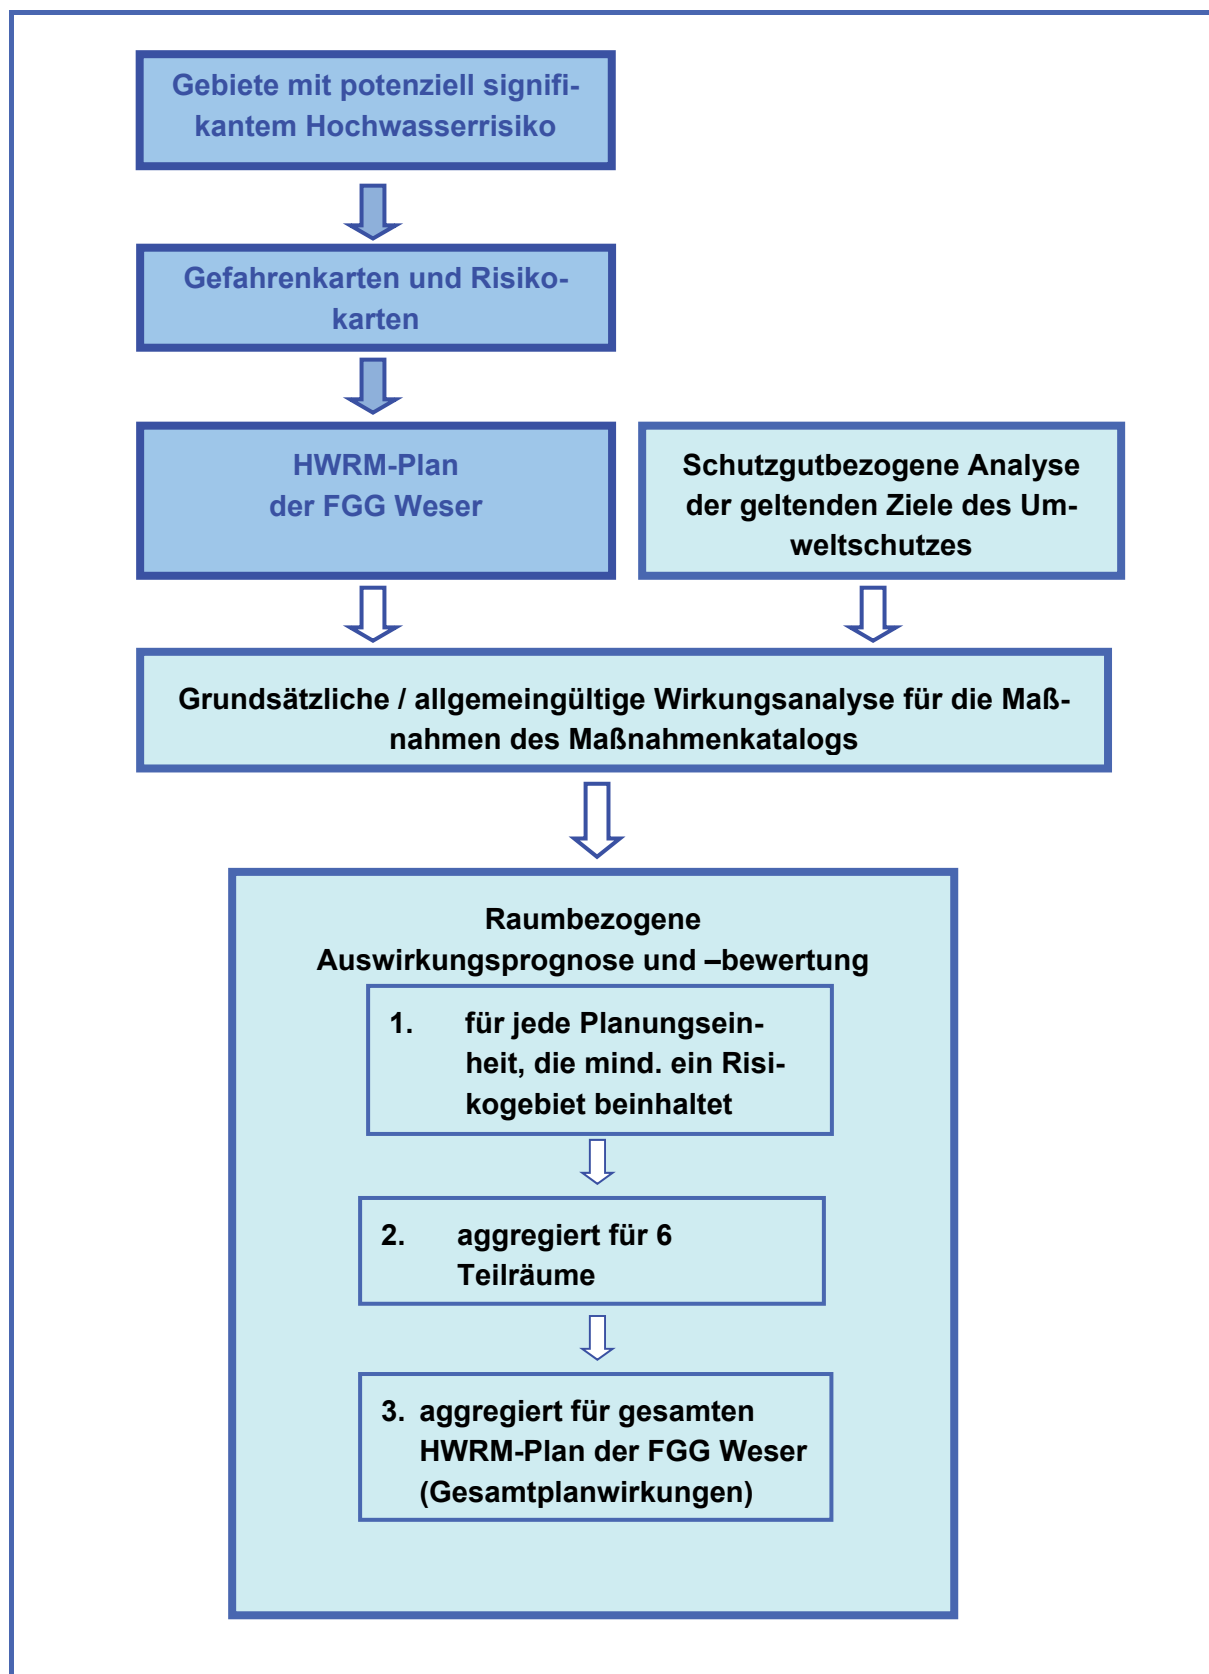 Gebiete mit potenziell signifi-
kantem Hochwasserrisiko
Gefahrenkarten und Risiko-
karten
HWRM-Plan
der FGG Weser
Schutzgutbezogene Analyse
der geltenden Ziele des Um-
weltschutzes
Grundsätzliche / allgemeingültige Wirkungsanalyse für die Maß-
nahmen des Maßnahmenkatalogs
Raumbezogene
Auswirkungsprognose und –bewertung
1. für jede Planungsein-
heit, die mind. ein Risi-
kogebiet beinhaltet
2. aggregiert für 6
Teilräume
3. aggregiert für gesamten
HWRM-Plan der FGG Weser
(Gesamtplanwirkungen)